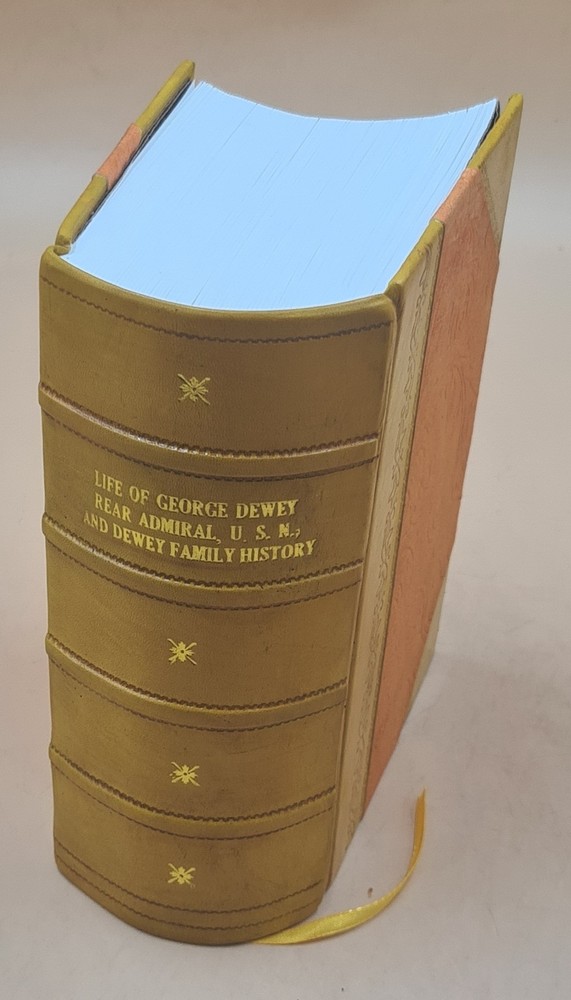 LIFE OF GEORGE DEWEY
REAR ADMIRAL, U. S. N.,
AND DEWEY FAMILY HISTORY